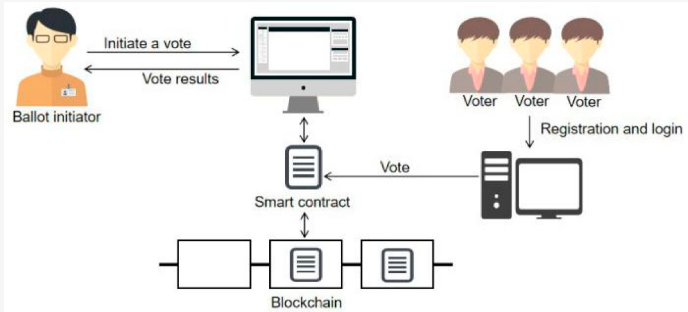 Initiate a vote
Vote results
Ballot initiator
Voter Voter Voter
Registration and login
Vote
Smart contract
Blockchain